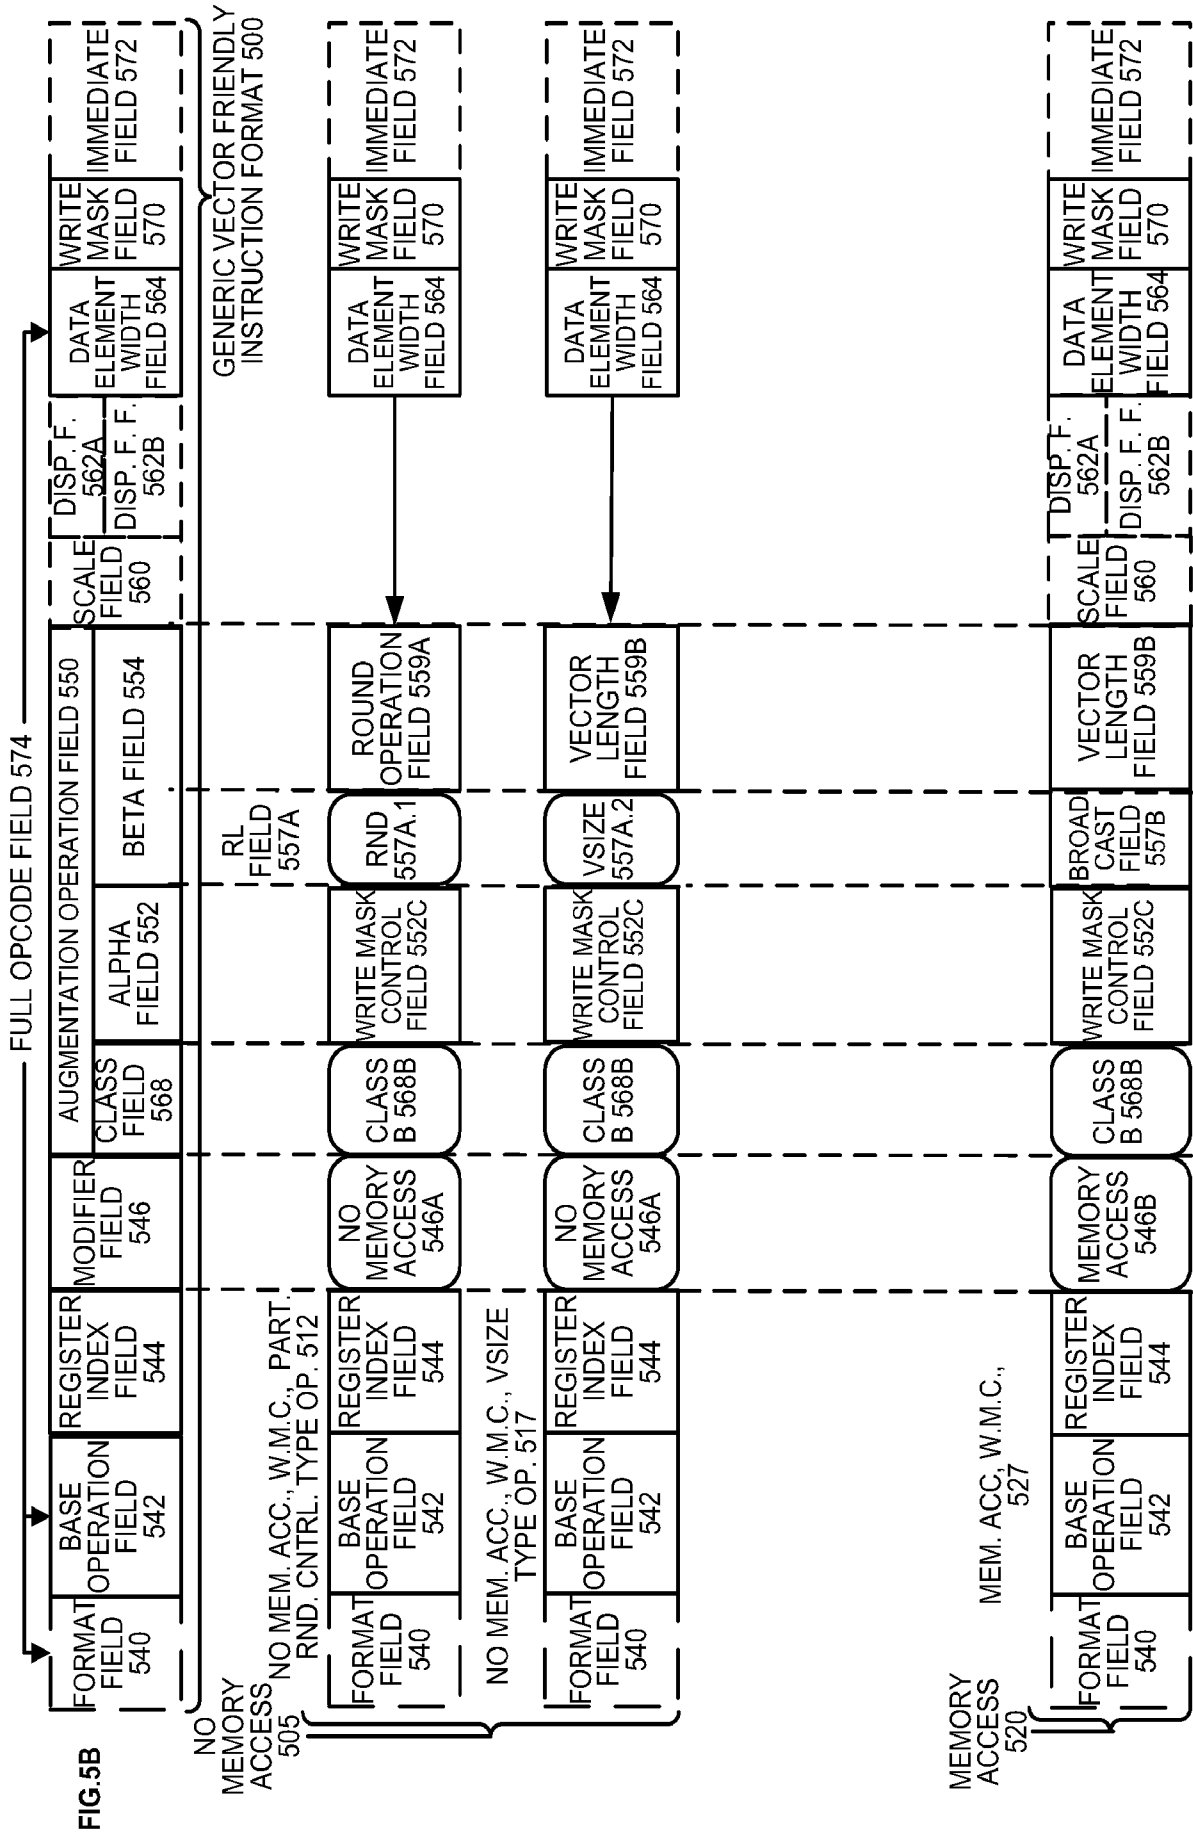 FIG.5B
FULL OPCODE FIELD 574
FORMAT
FIELD
540
BASE
OPERATION
FIELD
542
REGISTER
INDEX
FIELD
544
MODIFIER
FIELD
546
AUGMENTATION OPERATION FIELD 550
CLASS
FIELD
568
ALPHA
FIELD 552
BETA FIELD 554
SCALE
FIELD
560
DISP. F.
562A
DISP. F. F.
562B
DATA
ELEMENT
WIDTH
FIELD 564
WRITE
MASK
FIELD
570
IMMEDIATE
FIELD 572
GENERIC VECTOR FRIENDLY
INSTRUCTION FORMAT 500
NO
MEMORY
ACCESS
505
NO MEM. ACC., W.M.C., PART.
RND. CNTRL. TYPE OP. 512
RL
FIELD
557A
FORMAT
FIELD
540
BASE
OPERATION
FIELD
542
REGISTER
INDEX
FIELD
544
NO
MEMORY
ACCESS
546A
CLASS
B 568B
WRITE MASK
CONTROL
FIELD 552C
RND
557A.1
ROUND
OPERATION
FIELD 559A
DATA
ELEMENT
WIDTH
FIELD 564
WRITE
MASK
FIELD
570
IMMEDIATE
FIELD 572
NO MEM. ACC., W.M.C., VSIZE
TYPE OP. 517
FORMAT
FIELD
540
BASE
OPERATION
FIELD
542
REGISTER
INDEX
FIELD
544
NO
MEMORY
ACCESS
546A
CLASS
B 568B
WRITE MASK
CONTROL
FIELD 552C
VSIZE
557A.2
VECTOR
LENGTH
FIELD 559B
DATA
ELEMENT
WIDTH
FIELD 564
WRITE
MASK
FIELD
570
IMMEDIATE
FIELD 572
MEMORY
ACCESS
520
MEM. ACC, W.M.C.,
527
FORMAT
FIELD
540
BASE
OPERATION
FIELD
542
REGISTER
INDEX
FIELD
544
MEMORY
ACCESS
546B
CLASS
B 568B
WRITE MASK
CONTROL
FIELD 552C
BROAD
CAST
FIELD
557B
VECTOR
LENGTH
FIELD 559B
SCALE
FIELD
560
DISP. F.
562A
DISP. F. F.
562B
DATA
ELEMENT
WIDTH
FIELD 564
WRITE
MASK
FIELD
570
IMMEDIATE
FIELD 572